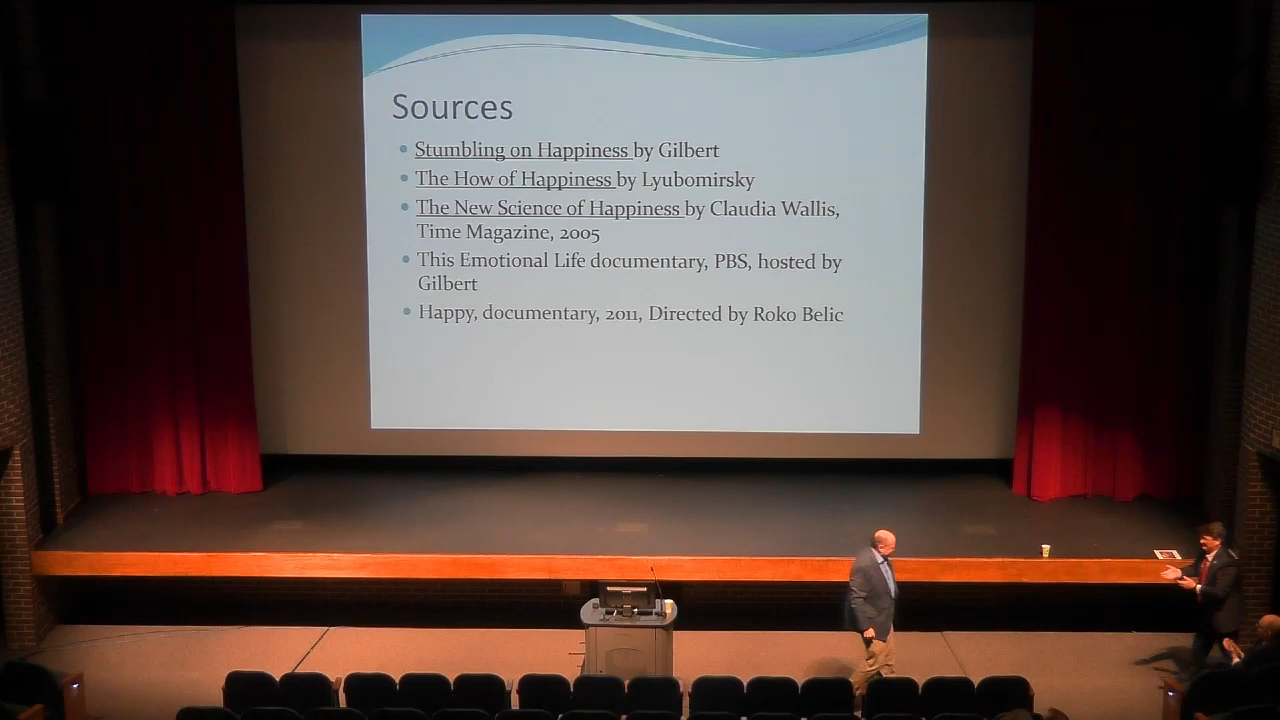 Sources
Stumbling on Happiness by Gilbert
The How of Happiness by Lyubomirsky
The New Science of Happiness by Claudia Wallis,
Time Magazine, 2005
This Emotional Life documentary, PBS, hosted by
Gilbert
Happy, documentary, 2011, Directed by Roko Belic